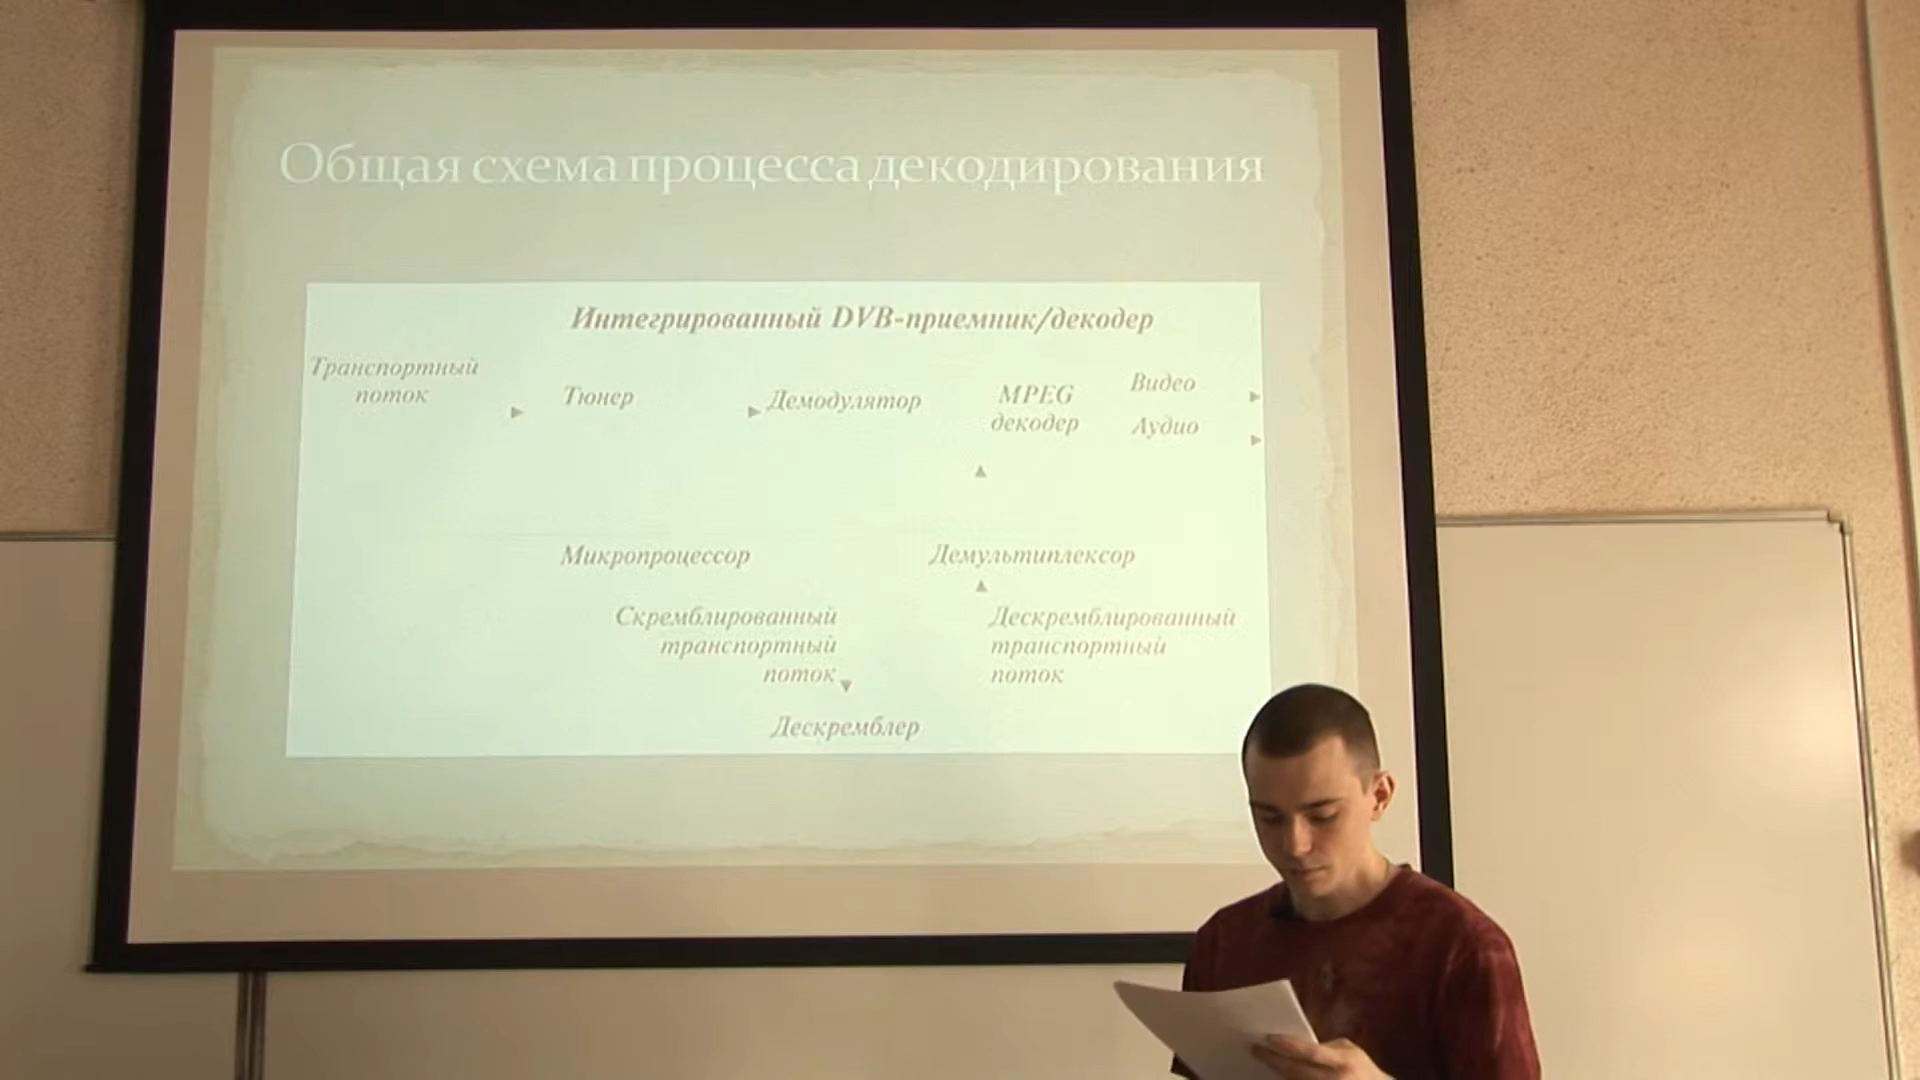 Общая схема процесса декодирования
Интегрированный DVB-приемник/декодер
Транспортный
поток
Тюнер
Демодулятор
MPEG
декодер
Видео
Аудио
Микропроцессор
Демультиплексор
Скремблированный
транспортный
поток
Дескремблированный
транспортный
поток
Дескремблер